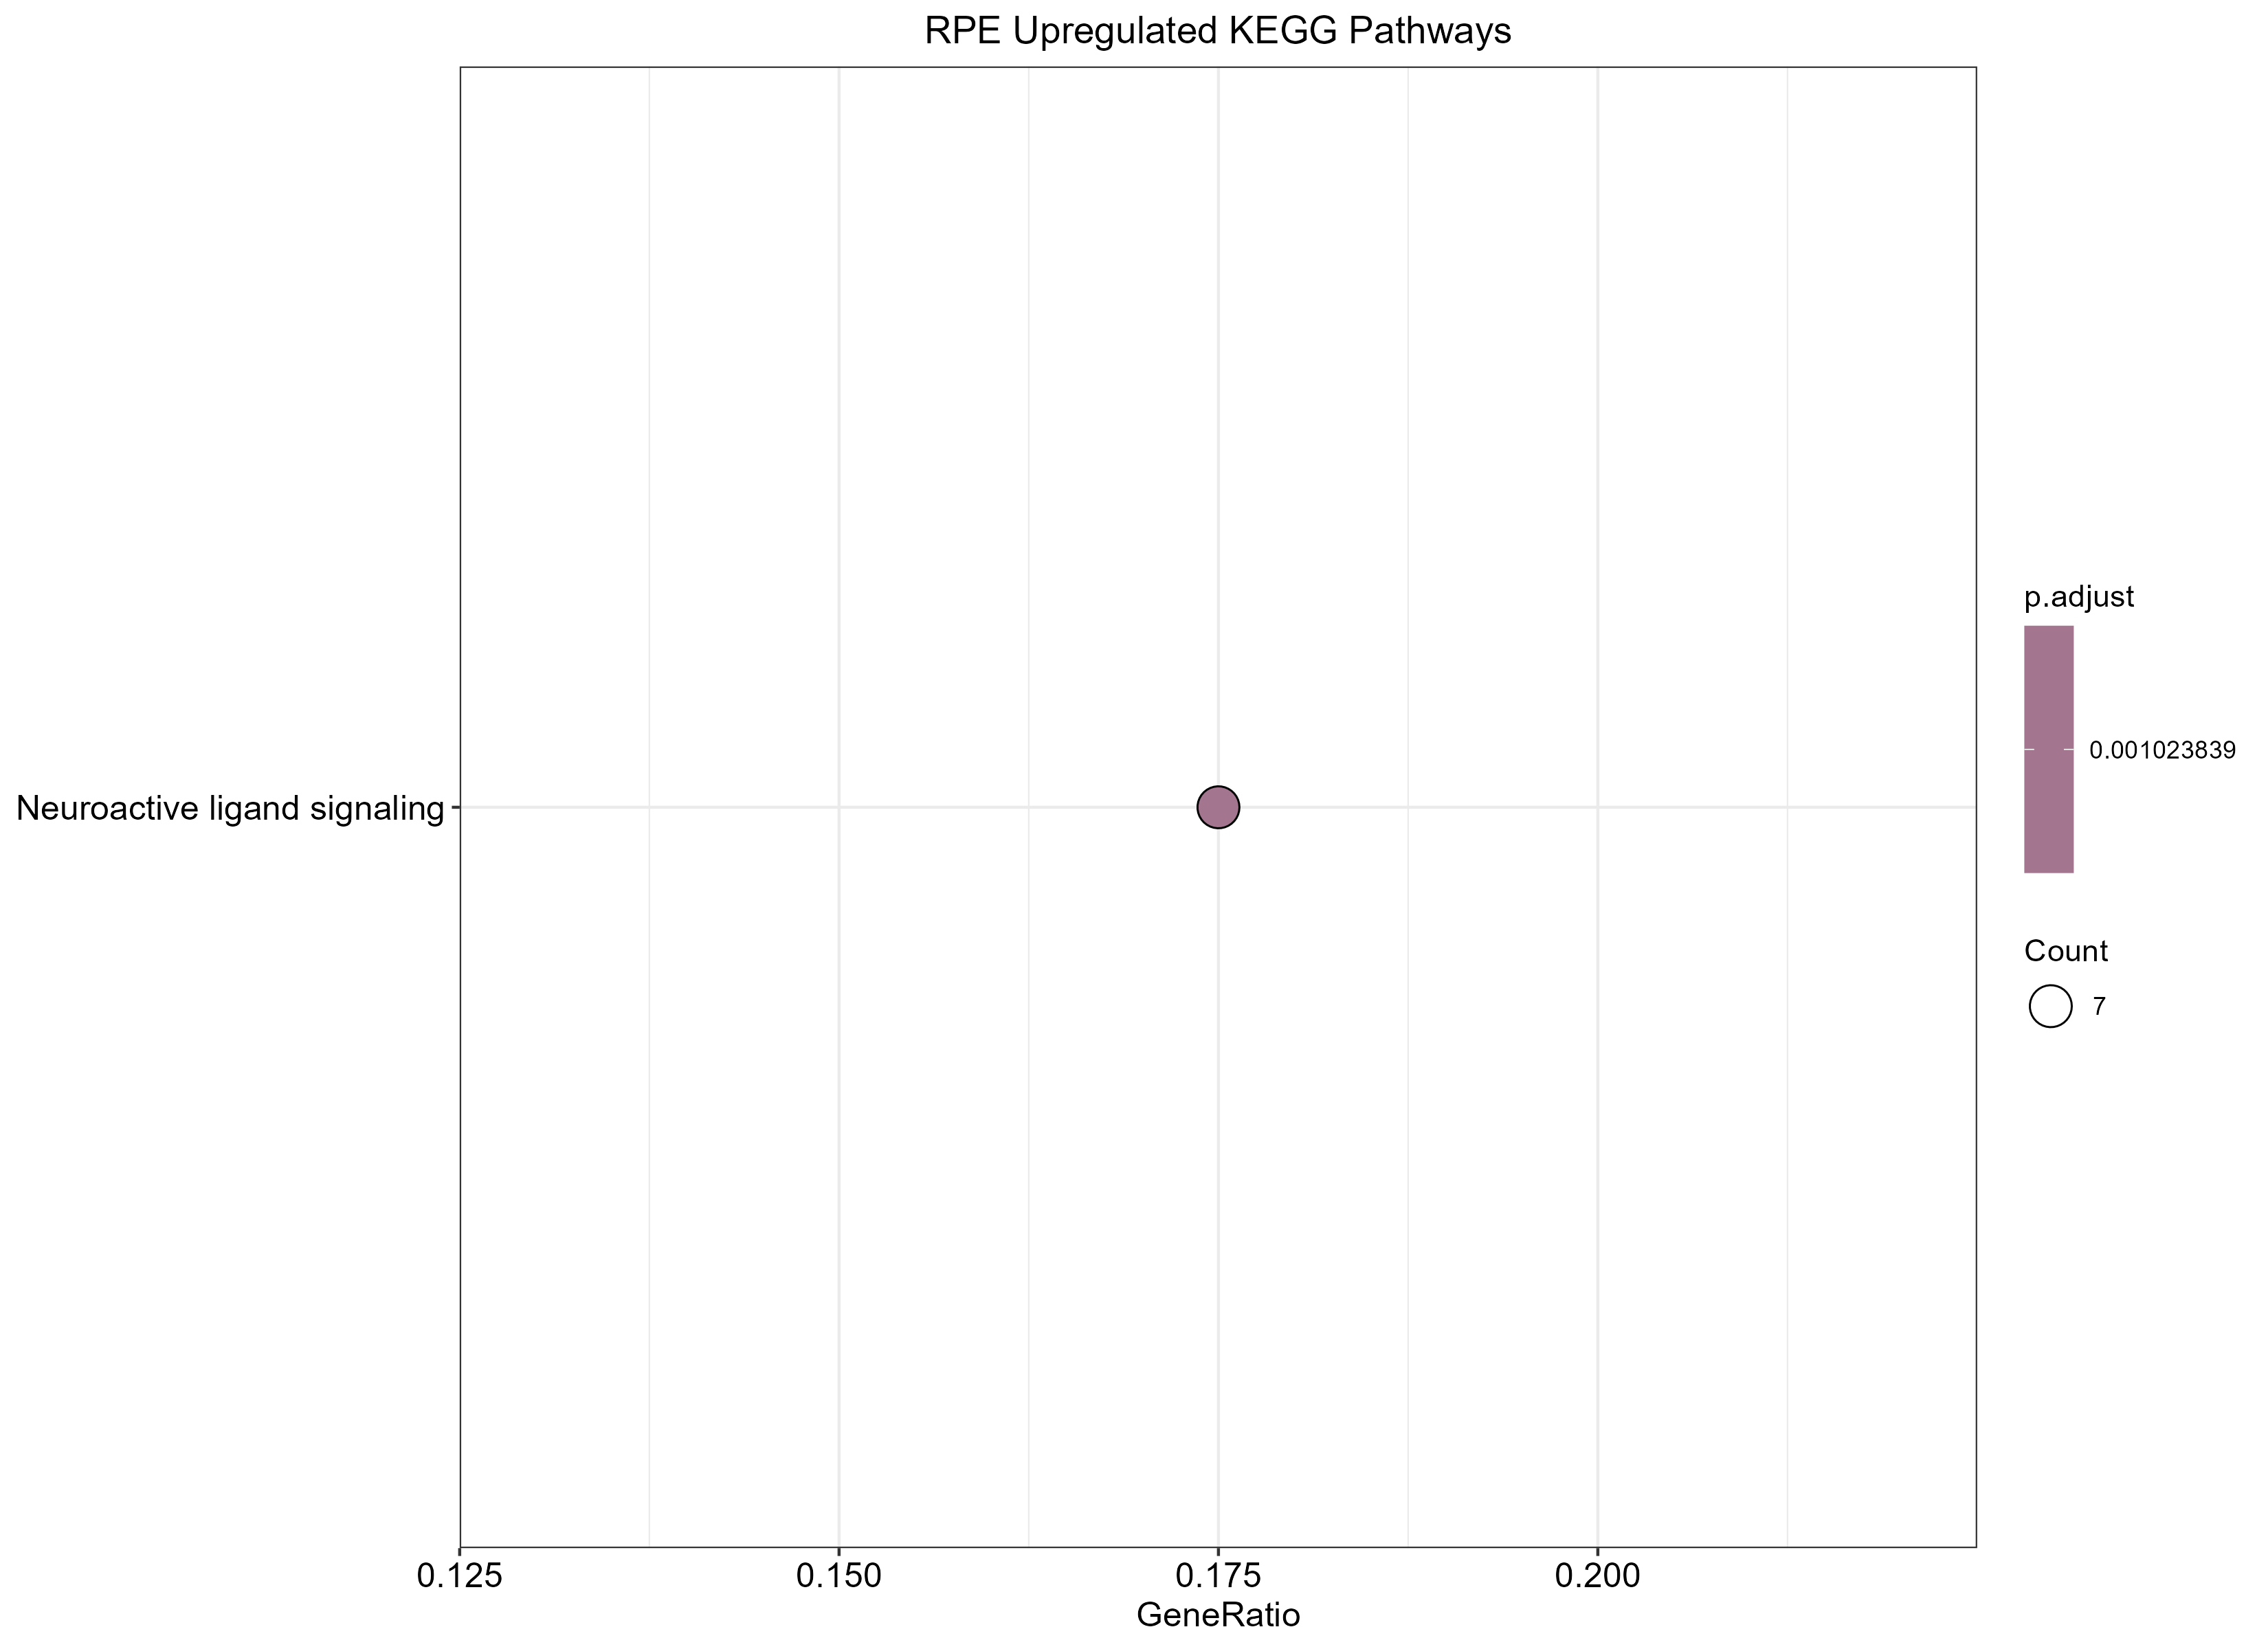 RPE Upregulated KEGG Pathways
Neuroactive ligand signaling
0.125 0.150 0.175 0.200
GeneRatio
p.adjust
0.001023839
Count
7